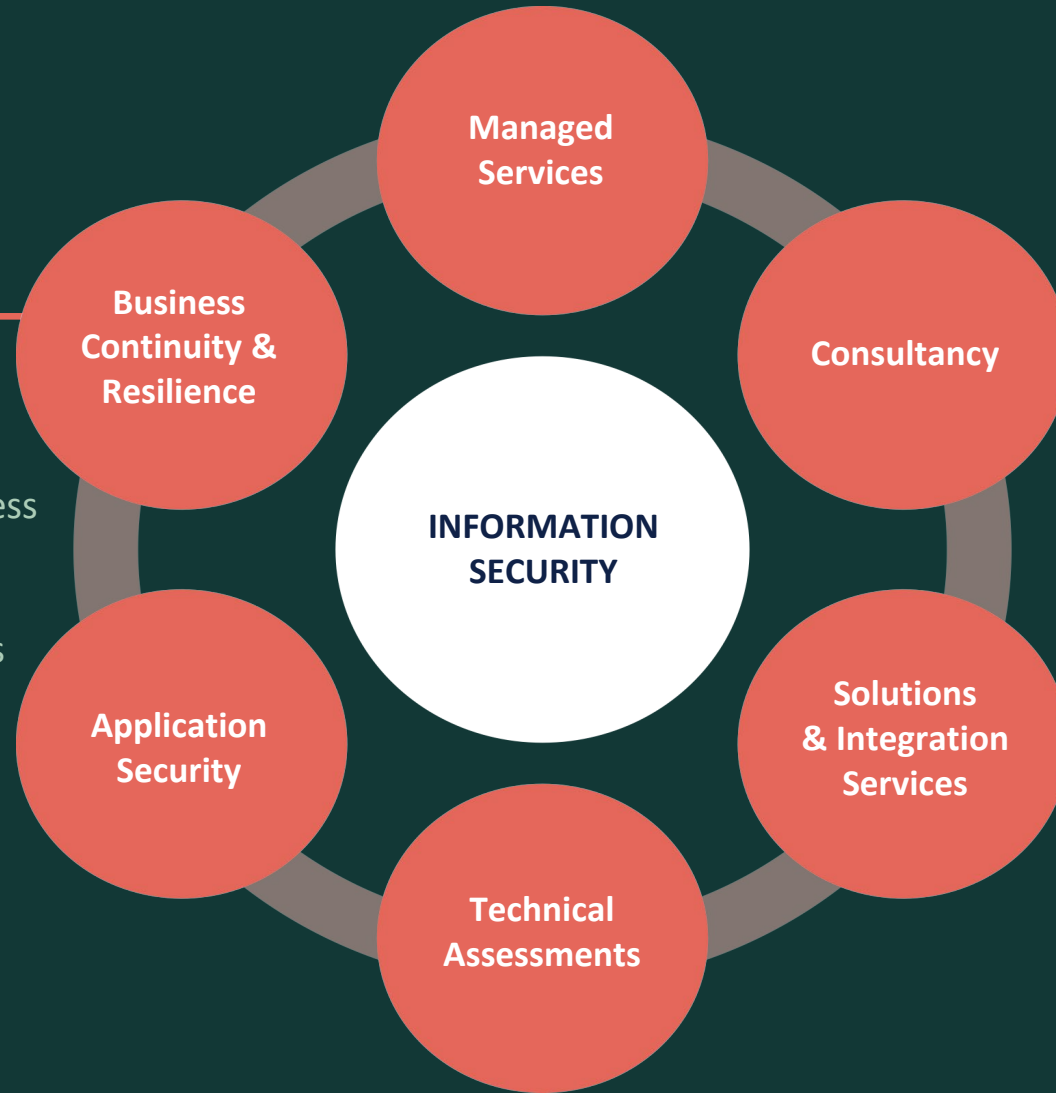 Managed
Services
Business
Continuity &
Resilience
Consultancy
INFORMATION
SECURITY
Application
Security
Solutions
& Integration
Services
Technical
Assessments